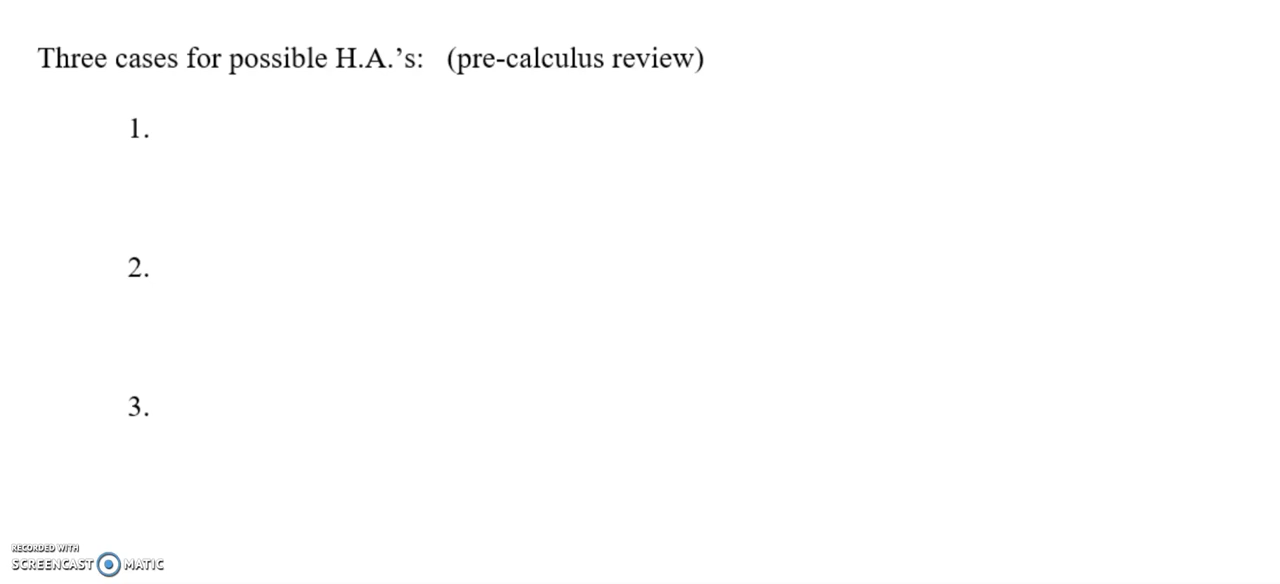 Three cases for possible H.A.’s: (pre-calculus review)
1.
2.
3.
RECORDED WITH
SCREENCAST MATIC